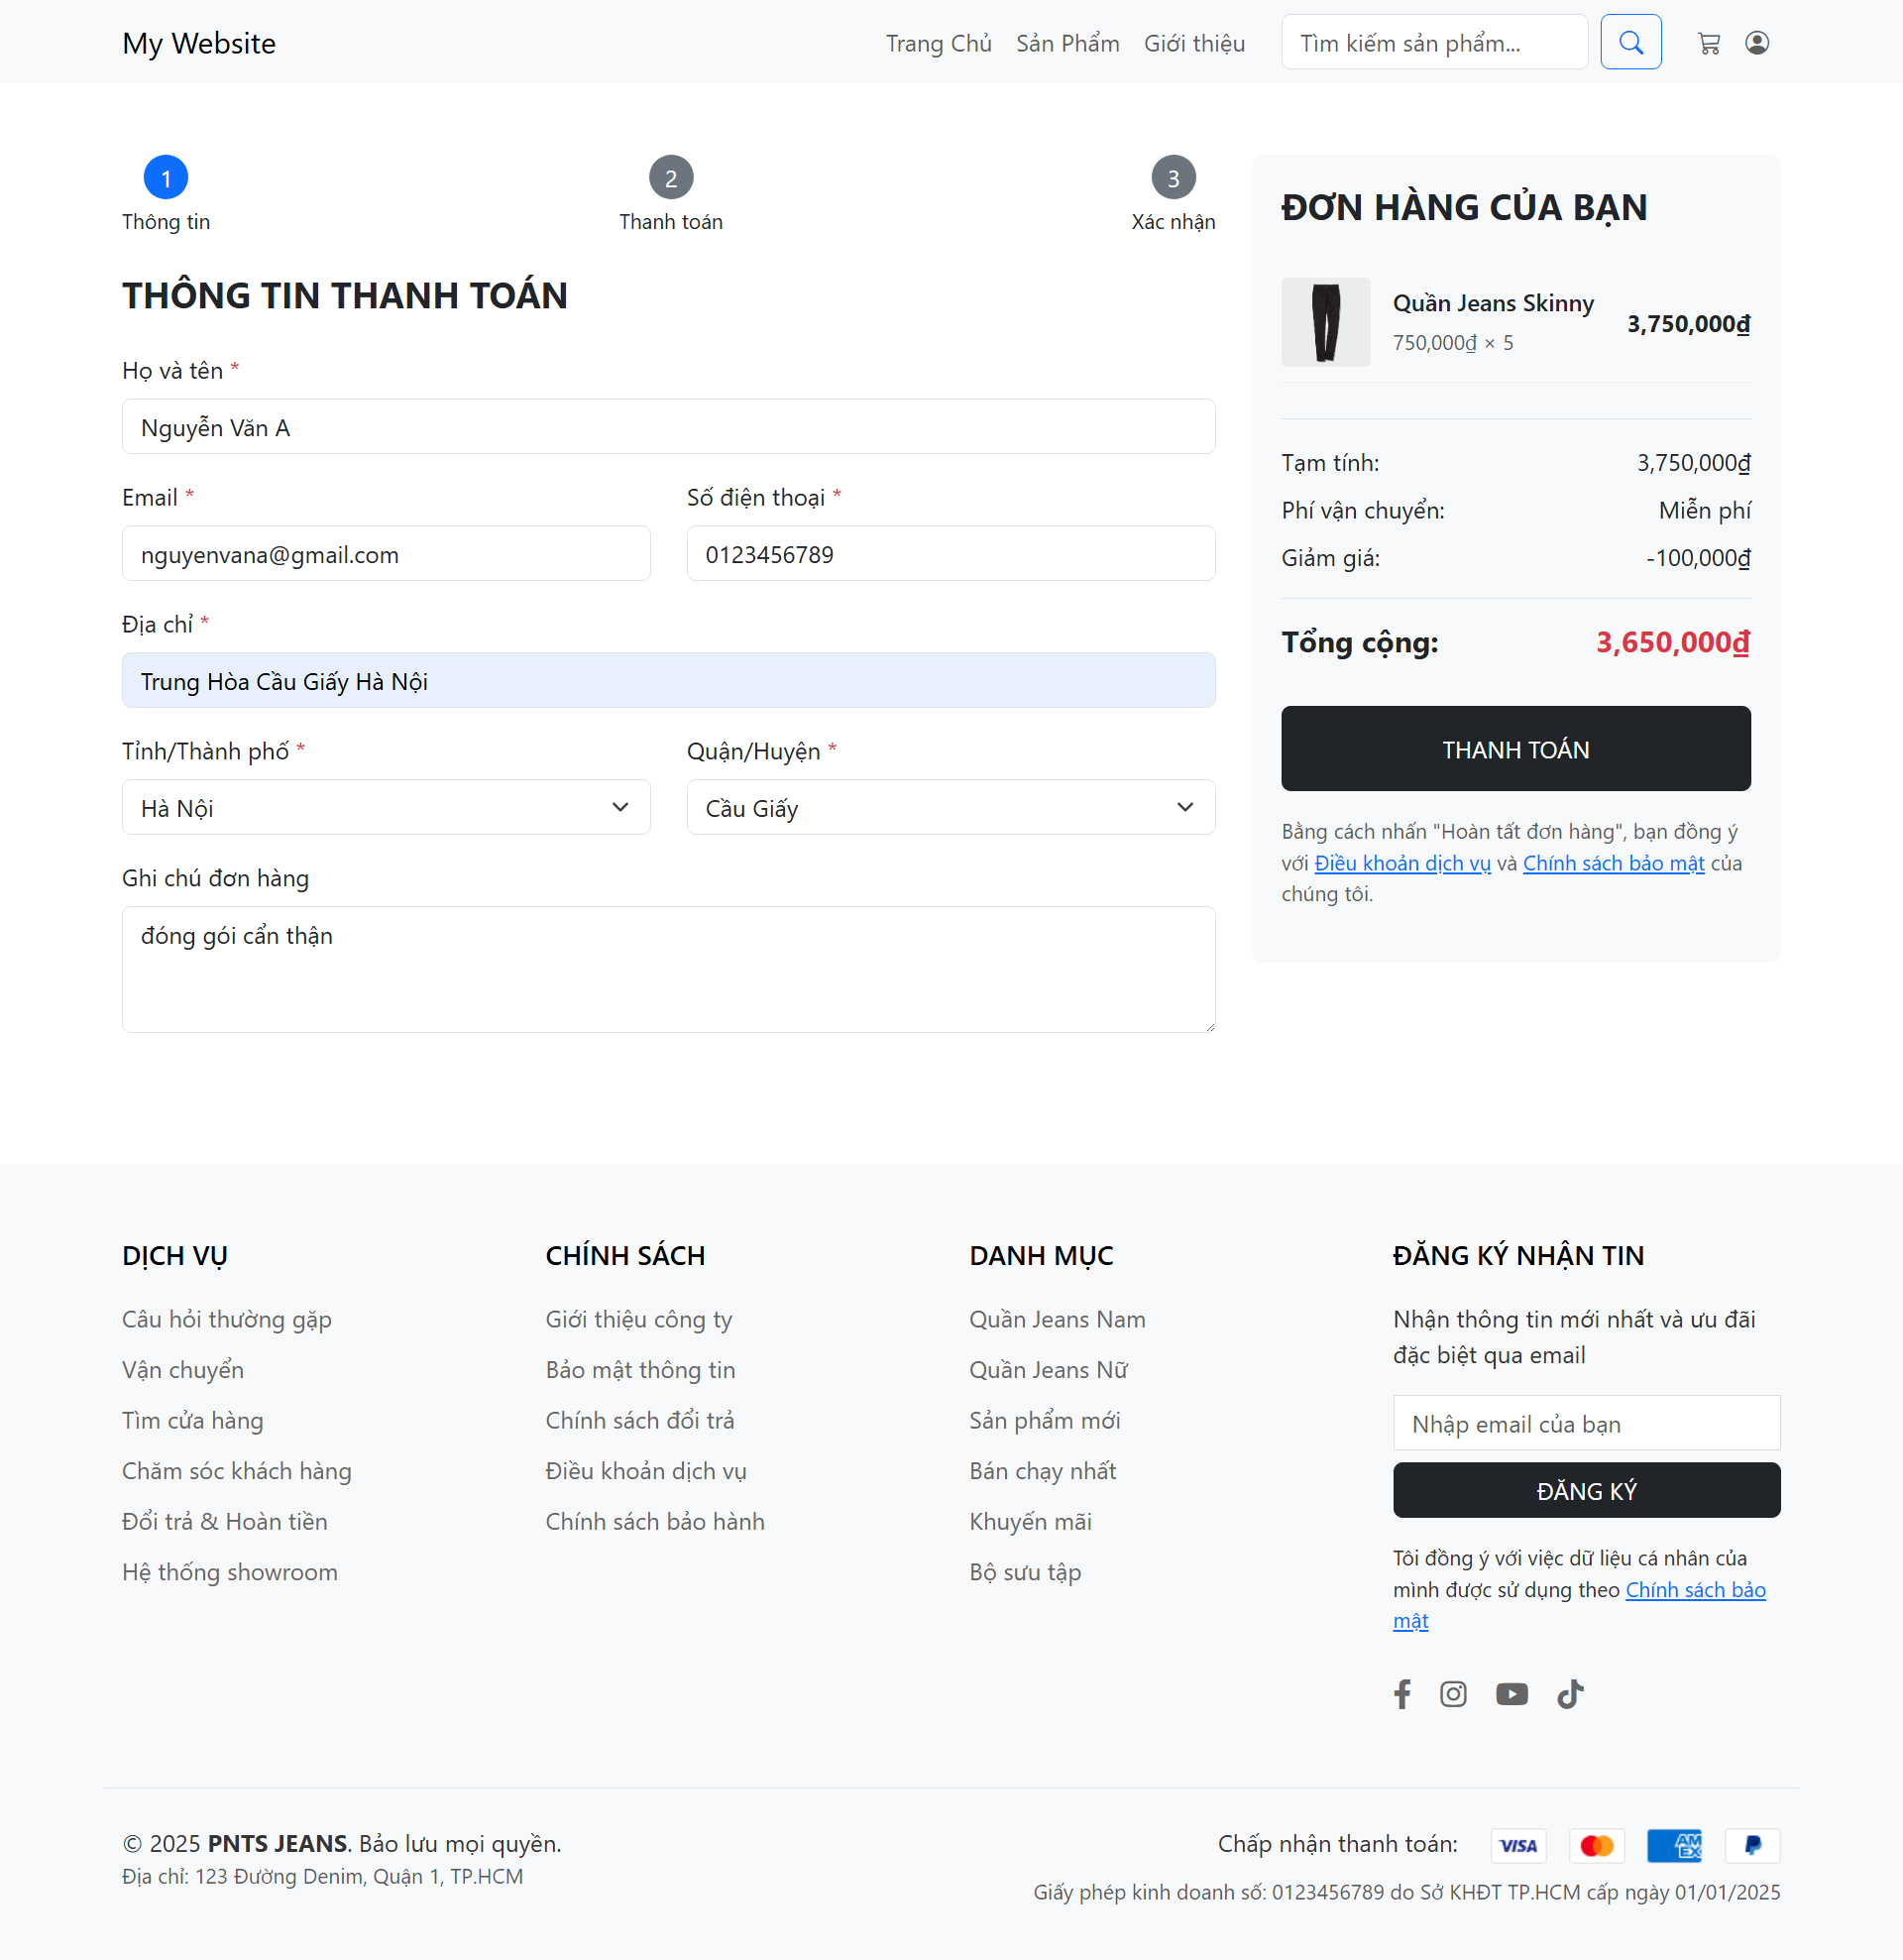 My Website
Trang Chủ
Sản Phẩm
Giới thiệu
Tìm kiếm sản phẩm...
1
Thông tin
2
Thanh toán
3
Xác nhận
THÔNG TIN THANH TOÁN
Họ và tên *
Nguyễn Văn A
Email *
nguyenvana@gmail.com
Số điện thoại *
0123456789
Địa chỉ *
Trung Hòa Cầu Giấy Hà Nội
Tỉnh/Thành phố *
Hà Nội
Quận/Huyện *
Cầu Giấy
Ghi chú đơn hàng
đóng gói cẩn thận
ĐƠN HÀNG CỦA BẠN
Quần Jeans Skinny
750,000₫ × 5
3,750,000₫
Tạm tính: 3,750,000₫
Phí vận chuyển: Miễn phí
Giảm giá: -100,000₫
Tổng cộng: 3,650,000₫
THANH TOÁN
Bằng cách nhấn "Hoàn tất đơn hàng", bạn đồng ý
với Điều khoản dịch vụ và Chính sách bảo mật của
chúng tôi.
DỊCH VỤ
Câu hỏi thường gặp
Vận chuyển
Tìm cửa hàng
Chăm sóc khách hàng
Đổi trả & Hoàn tiền
Hệ thống showroom
CHÍNH SÁCH
Giới thiệu công ty
Bảo mật thông tin
Chính sách đổi trả
Điều khoản dịch vụ
Chính sách bảo hành
DANH MỤC
Quần Jeans Nam
Quần Jeans Nữ
Sản phẩm mới
Bán chạy nhất
Khuyến mãi
Bộ sưu tập
ĐĂNG KÝ NHẬN TIN
Nhận thông tin mới nhất và ưu đãi
đặc biệt qua email
Nhập email của bạn
ĐĂNG KÝ
Tôi đồng ý với việc dữ liệu cá nhân của
mình được sử dụng theo Chính sách bảo
mật
© 2025 PNTS JEANS. Bảo lưu mọi quyền.
Địa chỉ: 123 Đường Denim, Quận 1, TP.HCM
Chấp nhận thanh toán:
VISA
AMEX
Giấy phép kinh doanh số: 0123456789 do Sở KHĐT TP.HCM cấp ngày 01/01/2025